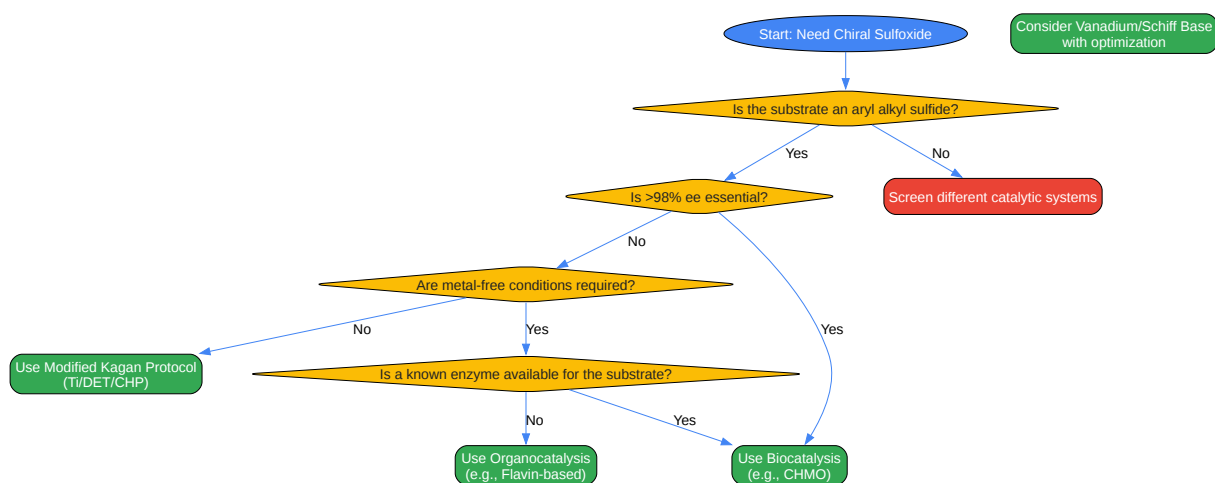 Start: Need Chiral Sulfoxide
Consider Vanadium/Schiff Base
with optimization
Is the substrate an aryl alkyl sulfide?
Yes
No
Is >98% ee essential?
Screen different catalytic systems
No
Are metal-free conditions required?
No
Yes
Yes
Use Modified Kagan Protocol
(Ti/DET/CHP)
Is a known enzyme available for the substrate?
No
Yes
Use Organocatalysis
(e.g., Flavin-based)
Use Biocatalysis
(e.g., CHMO)